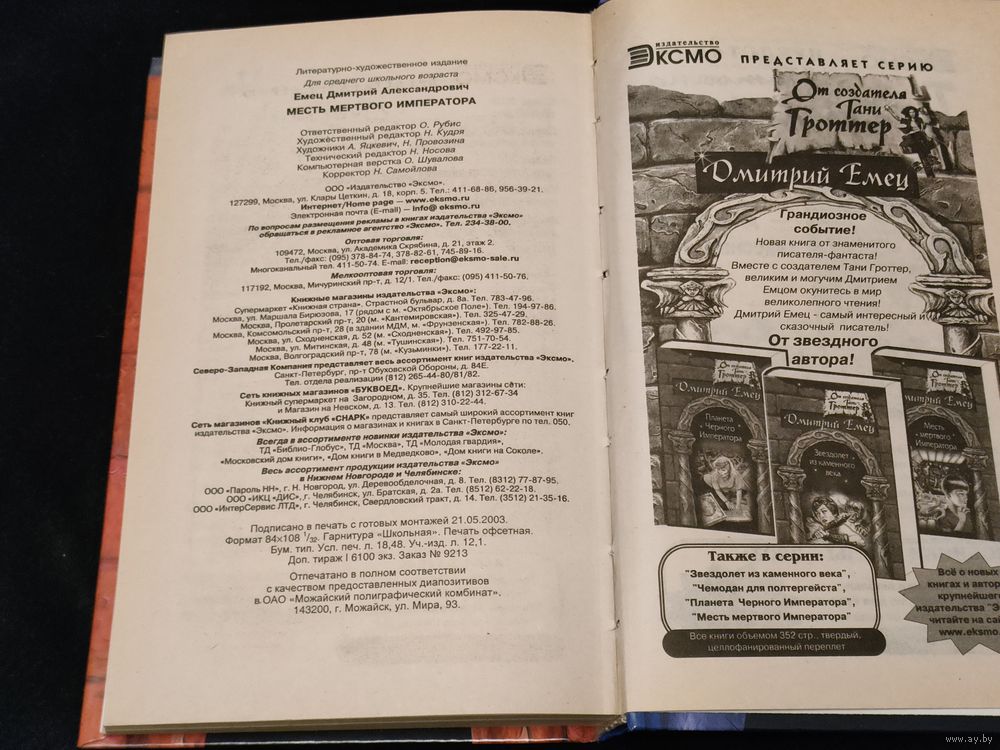 Литературно-художественное издание
Для среднего школьного возраста
Емец Дмитрий Александрович
МЕСТЬ МЕРТВОГО ИМПЕРАТОРА
Ответственный редактор О. Рубис
Художественный редактор Н. Кудря
Художники А. Яцкевич, Н. Провозина
Технический редактор Н. Носова
Компьютерная верстка О. Шувалова
Корректор Н. Самойлова
ООО «Издательство «Эксмо».
127299, Москва, ул. Клары Цеткин, д. 18, корп. 5. Тел.: 411-68-86, 956-39-21.
Интернет/Home page — www.eksmo.ru
Электронная почта (E-mail) — info@ eksmo.ru
По вопросам размещения рекламы в книгах издательства «Эксмо»
обращаться в рекламное агентство «Эксмо». Тел. 234-38-00.
Оптовая торговля:
109472, Москва, ул. Академика Скрябина, д. 21, этаж 2.
Тел./факс: (095) 378-84-74, 378-82-61, 745-89-16.
Многоканальный тел. 411-50-74. E-mail: reception@eksmo-sale.ru
Мелкооптовая торговля:
117192, Москва, Мичуринский пр-т, д. 12/1. Тел./факс: (095) 411-50-76.
Книжные магазины издательства «Эксмо»:
Супермаркет «Книжная страна». Страстной бульвар, д. 8а. Тел. 783-47-96.
Москва, ул. Маршала Бирюзова, 17 (рядом с м. «Октябрьское Поле»). Тел. 194-97-86.
Москва, Пролетарский пр-т, 20 (м. «Кантемировская»). Тел. 325-47-29.
Москва, Комсомольский пр-т, 28 (в здании МДМ, м. «Фрунзенская»). Тел. 782-88-26.
Москва, ул. Сходненская, д. 52 (м. «Сходненская»). Тел. 492-97-85.
Москва, ул. Митинская, д. 48 (м. «Тушинская»). Тел. 751-70-54.
Москва, Волгоградский пр-т, 78 (м. «Кузьминки»). Тел. 177-22-11.
Северо-Западная Компания представляет весь ассортимент книг издательства «Эксмо».
Санкт-Петербург, пр-т Обуховской Обороны, д. 84Е.
Тел. отдела реализации (812) 265-44-80/81/82.
Сеть книжных магазинов «БУКВОЕД». Крупнейшие магазины сети:
Книжный супермаркет на Загородном, д. 35. Тел. (812) 312-67-34
и Магазин на Невском, д. 13. Тел. (812) 310-22-44.
Сеть магазинов «Книжный клуб «СНАРК» представляет самый широкий ассортимент книг
издательства «Эксмо». Информация о магазинах и книгах в Санкт-Петербурге по тел. 050.
Всегда в ассортименте новинки издательства «Эксмо»:
ТД «Библио-Глобус», ТД «Москва», ТД «Молодая гвардия»,
«Московский дом книги», «Дом книги в Медведково», «Дом книги на Соколе».
Весь ассортимент продукции издательства «Эксмо»
в Нижнем Новгороде и Челябинске:
ООО «Пароль НН», г. Н. Новгород, ул. Деревообделочная, д. 8. Тел. (8312) 77-87-95.
ООО «ИКЦ «ДИС», г. Челябинск, ул. Братская, д. 2а. Тел. (8512) 62-22-18.
ООО «ИнтерСервис ЛТД», г. Челябинск, Свердловский тракт, д. 14. Тел. (3512) 21-35-16.
Подписано в печать с готовых монтажей 21.05.2003.
Формат 84×108 1/32. Гарнитура «Школьная». Печать офсетная.
Бум. тип. Усл. печ. л. 18,48. Уч.-изд. л. 12,1.
Доп. тираж I 6100 экз. Заказ № 9213
Отпечатано в полном соответствии
с качеством предоставленных диапозитивов
в ОАО «Можайский полиграфический комбинат».
143200, г. Можайск, ул. Мира, 93.
издательство
ЭКСМО ПРЕДСТАВЛЯЕТ СЕРИЮ
От создателя
Тани
Гроттер
Дмитрий Емец
Грандиозное
событие!
Новая книга от знаменитого
писателя-фантаста!
Вместе с создателем Тани Гроттер,
великим и могучим Дмитрием
Емцом окунитесь в мир
великолепного чтения!
Дмитрий Емец - самый интересный и
сказочный писатель!
От звездного
автора!
Дмитрий Емец
Планета
Черного
Императора
От создателя
Тани
Гроттер
Дмитрий Емец
Звездолет
из каменного
века
От создателя
Тани
Гроттер
Дмитрий Емец
Месть
мертвого
Императора
Также в серии:
"Звездолет из каменного века",
"Чемодан для полтергейста",
"Планета Черного Императора",
"Месть мертвого Императора"
Все книги объемом 352 стр., твердый,
целлофанированный переплет
Всё о новых
книгах и автор
крупнейшего
издательства "Э
читайте на сай
www.eksmo.
www.ay.by